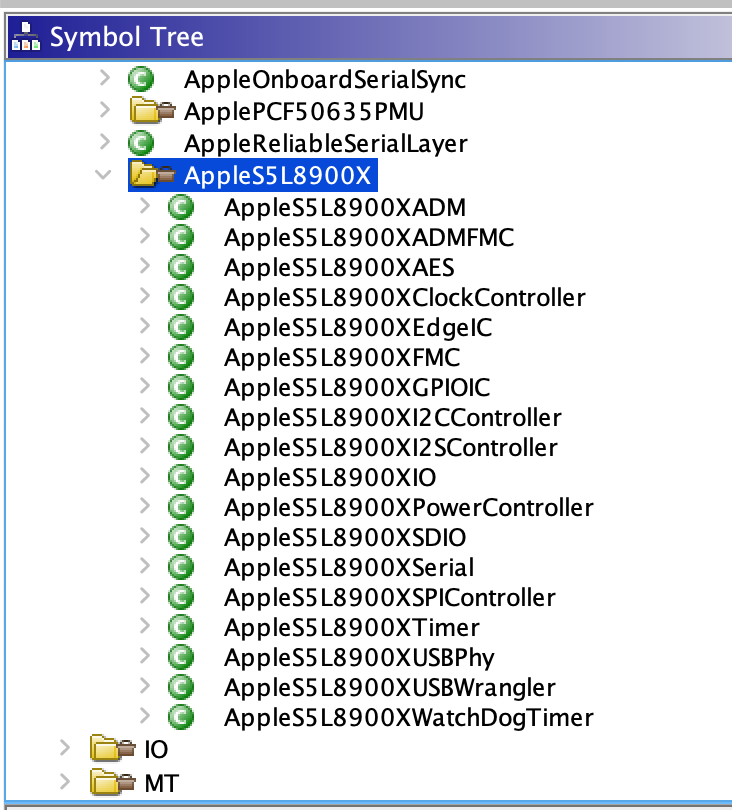 Symbol Tree
AppleOnboardSerialSync
ApplePCF50635PMU
AppleReliableSerialLayer
AppleS5L8900X
AppleS5L8900XADM
AppleS5L8900XADMFMC
AppleS5L8900XAES
AppleS5L8900XClockController
AppleS5L8900XEdgeIC
AppleS5L8900XFMC
AppleS5L8900XGPIOIC
AppleS5L8900XI2CController
AppleS5L8900XI2SController
AppleS5L8900XIO
AppleS5L8900XPowerController
AppleS5L8900XSDIO
AppleS5L8900XSerial
AppleS5L8900XSPIController
AppleS5L8900XTimer
AppleS5L8900XUSBPhy
AppleS5L8900XUSBWrangler
AppleS5L8900XWatchDogTimer
IO
MT